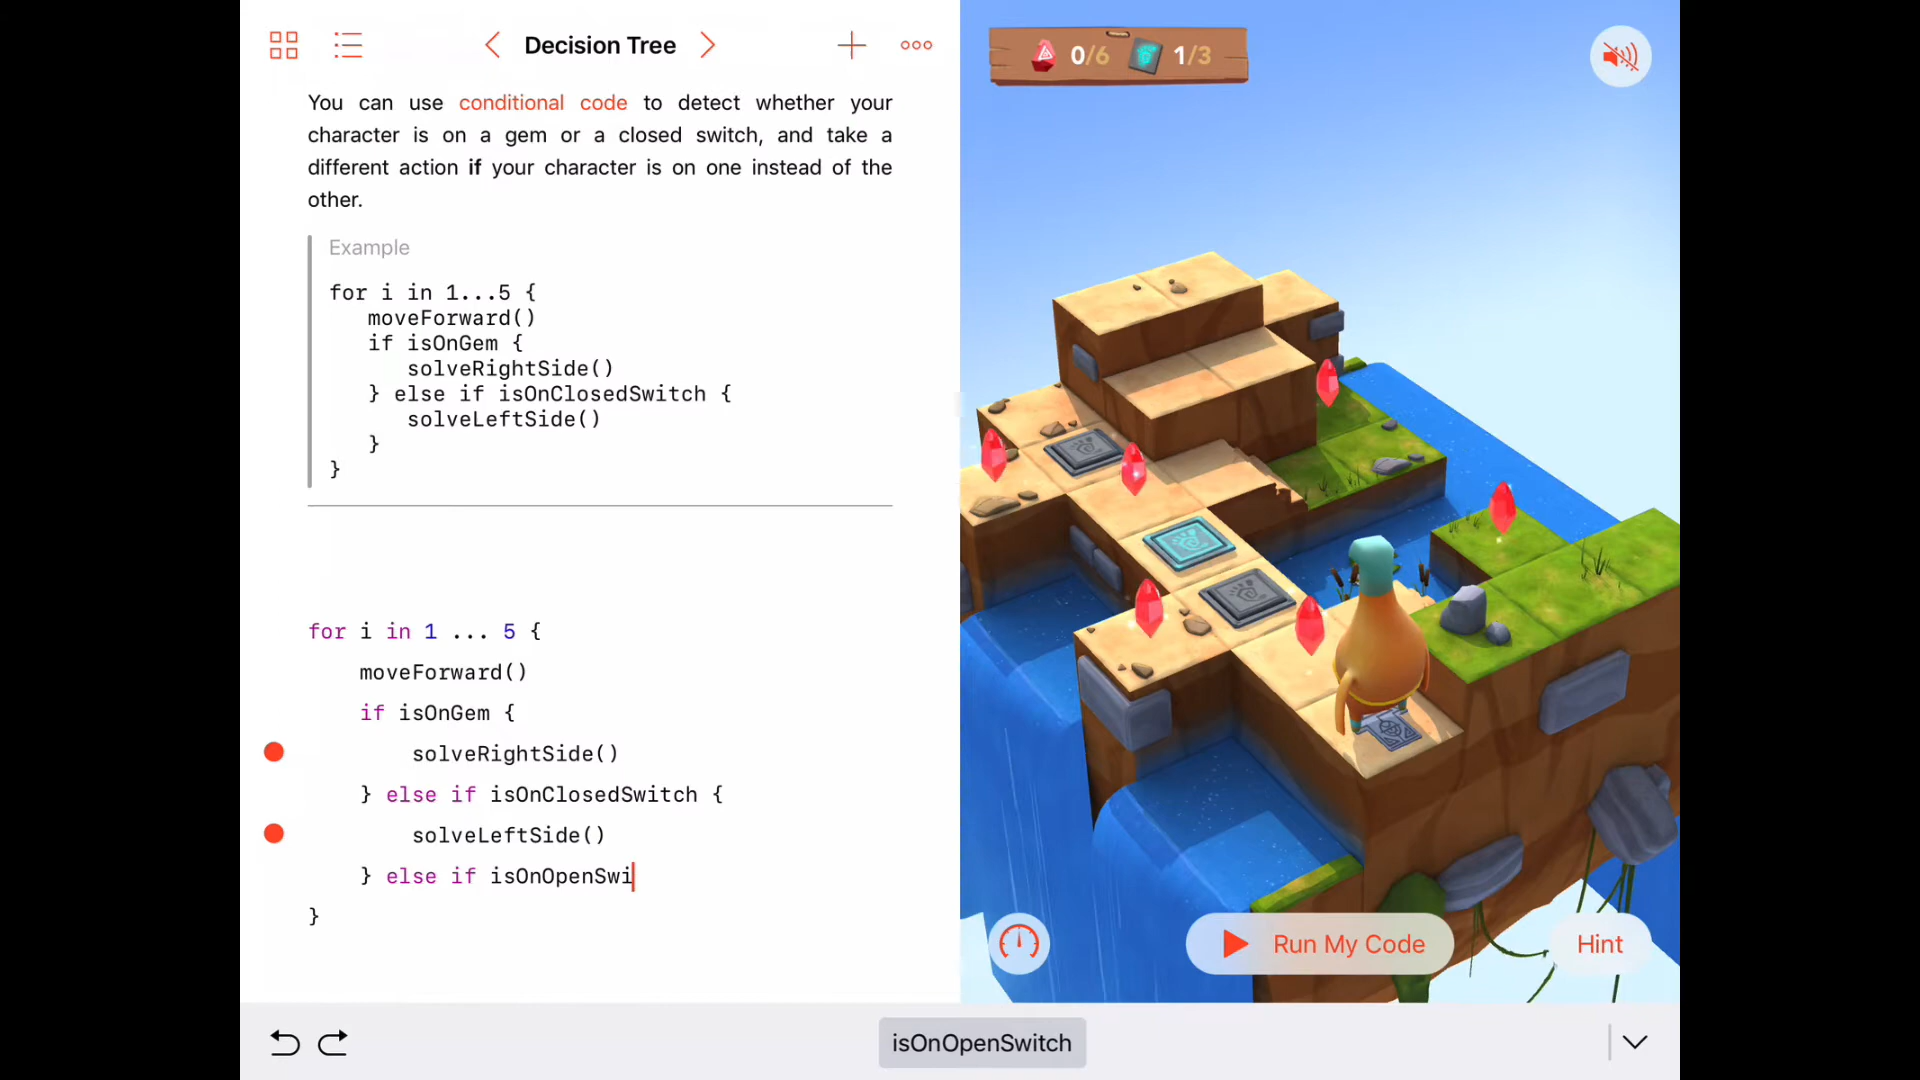 Decision Tree
You can use conditional code to detect whether your
character is on a gem or a closed switch, and take a
different action if your character is on one instead of the
other.
Example
for i in 1...5 {
moveForward()
if isOnGem {
solveRightSide()
} else if isOnClosedSwitch {
solveLeftSide()
}
}
for i in 1 ... 5 {
moveForward()
if isOnGem {
solveRightSide()
} else if isOnClosedSwitch {
solveLeftSide()
} else if isOnOpenSwi
}
0/6 1/3
Run My Code
Hint
isOnOpenSwitch